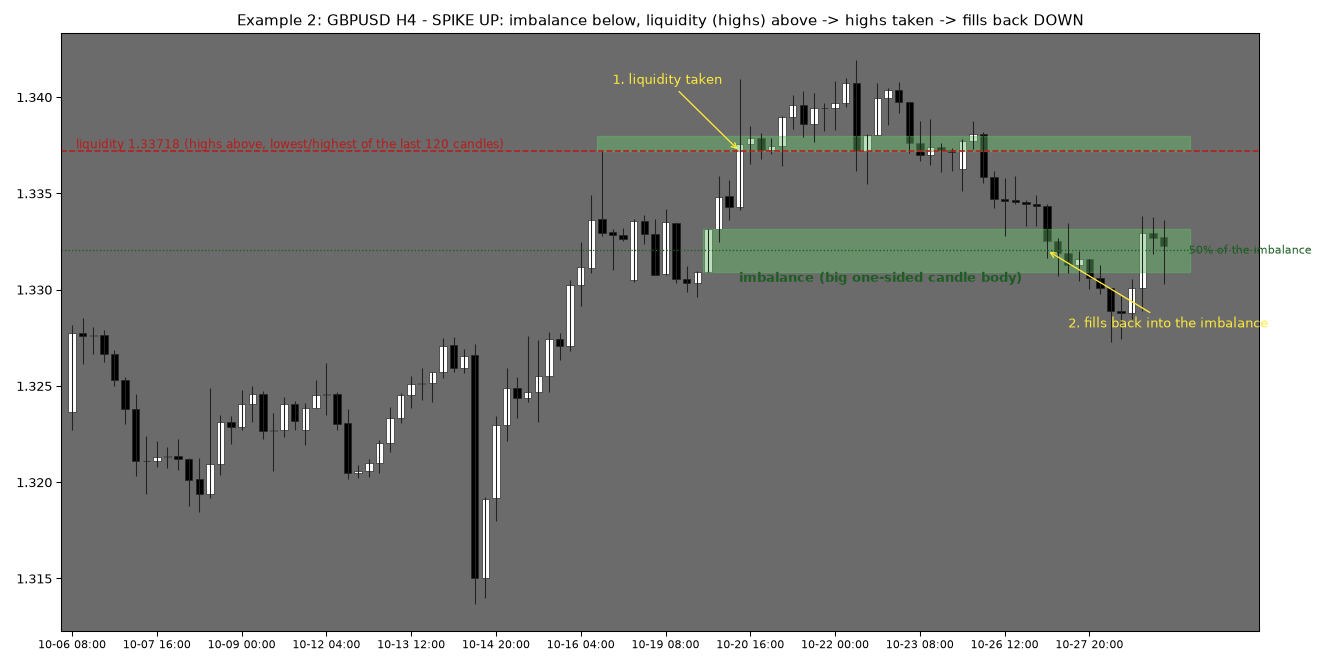 Example 2: GBPUSD H4 - SPIKE UP: imbalance below, liquidity (highs) above -> highs taken -> fills back DOWN
1. liquidity taken
1.340
liquidity 1.33718 (highs above, lowest/highest of the last 120 candles)
1.335
50% of the imbalance
imbalance (big one-sided candle body)
1.330
2. fills back into the imbalance
1.325
1.320
1.315
10-06 08:00 10-07 16:00 10-09 00:00 10-12 04:00 10-13 12:00 10-14 20:00 10-16 04:00 10-19 08:00 10-20 16:00 10-22 00:00 10-23 08:00 10-26 12:00 10-27 20:00